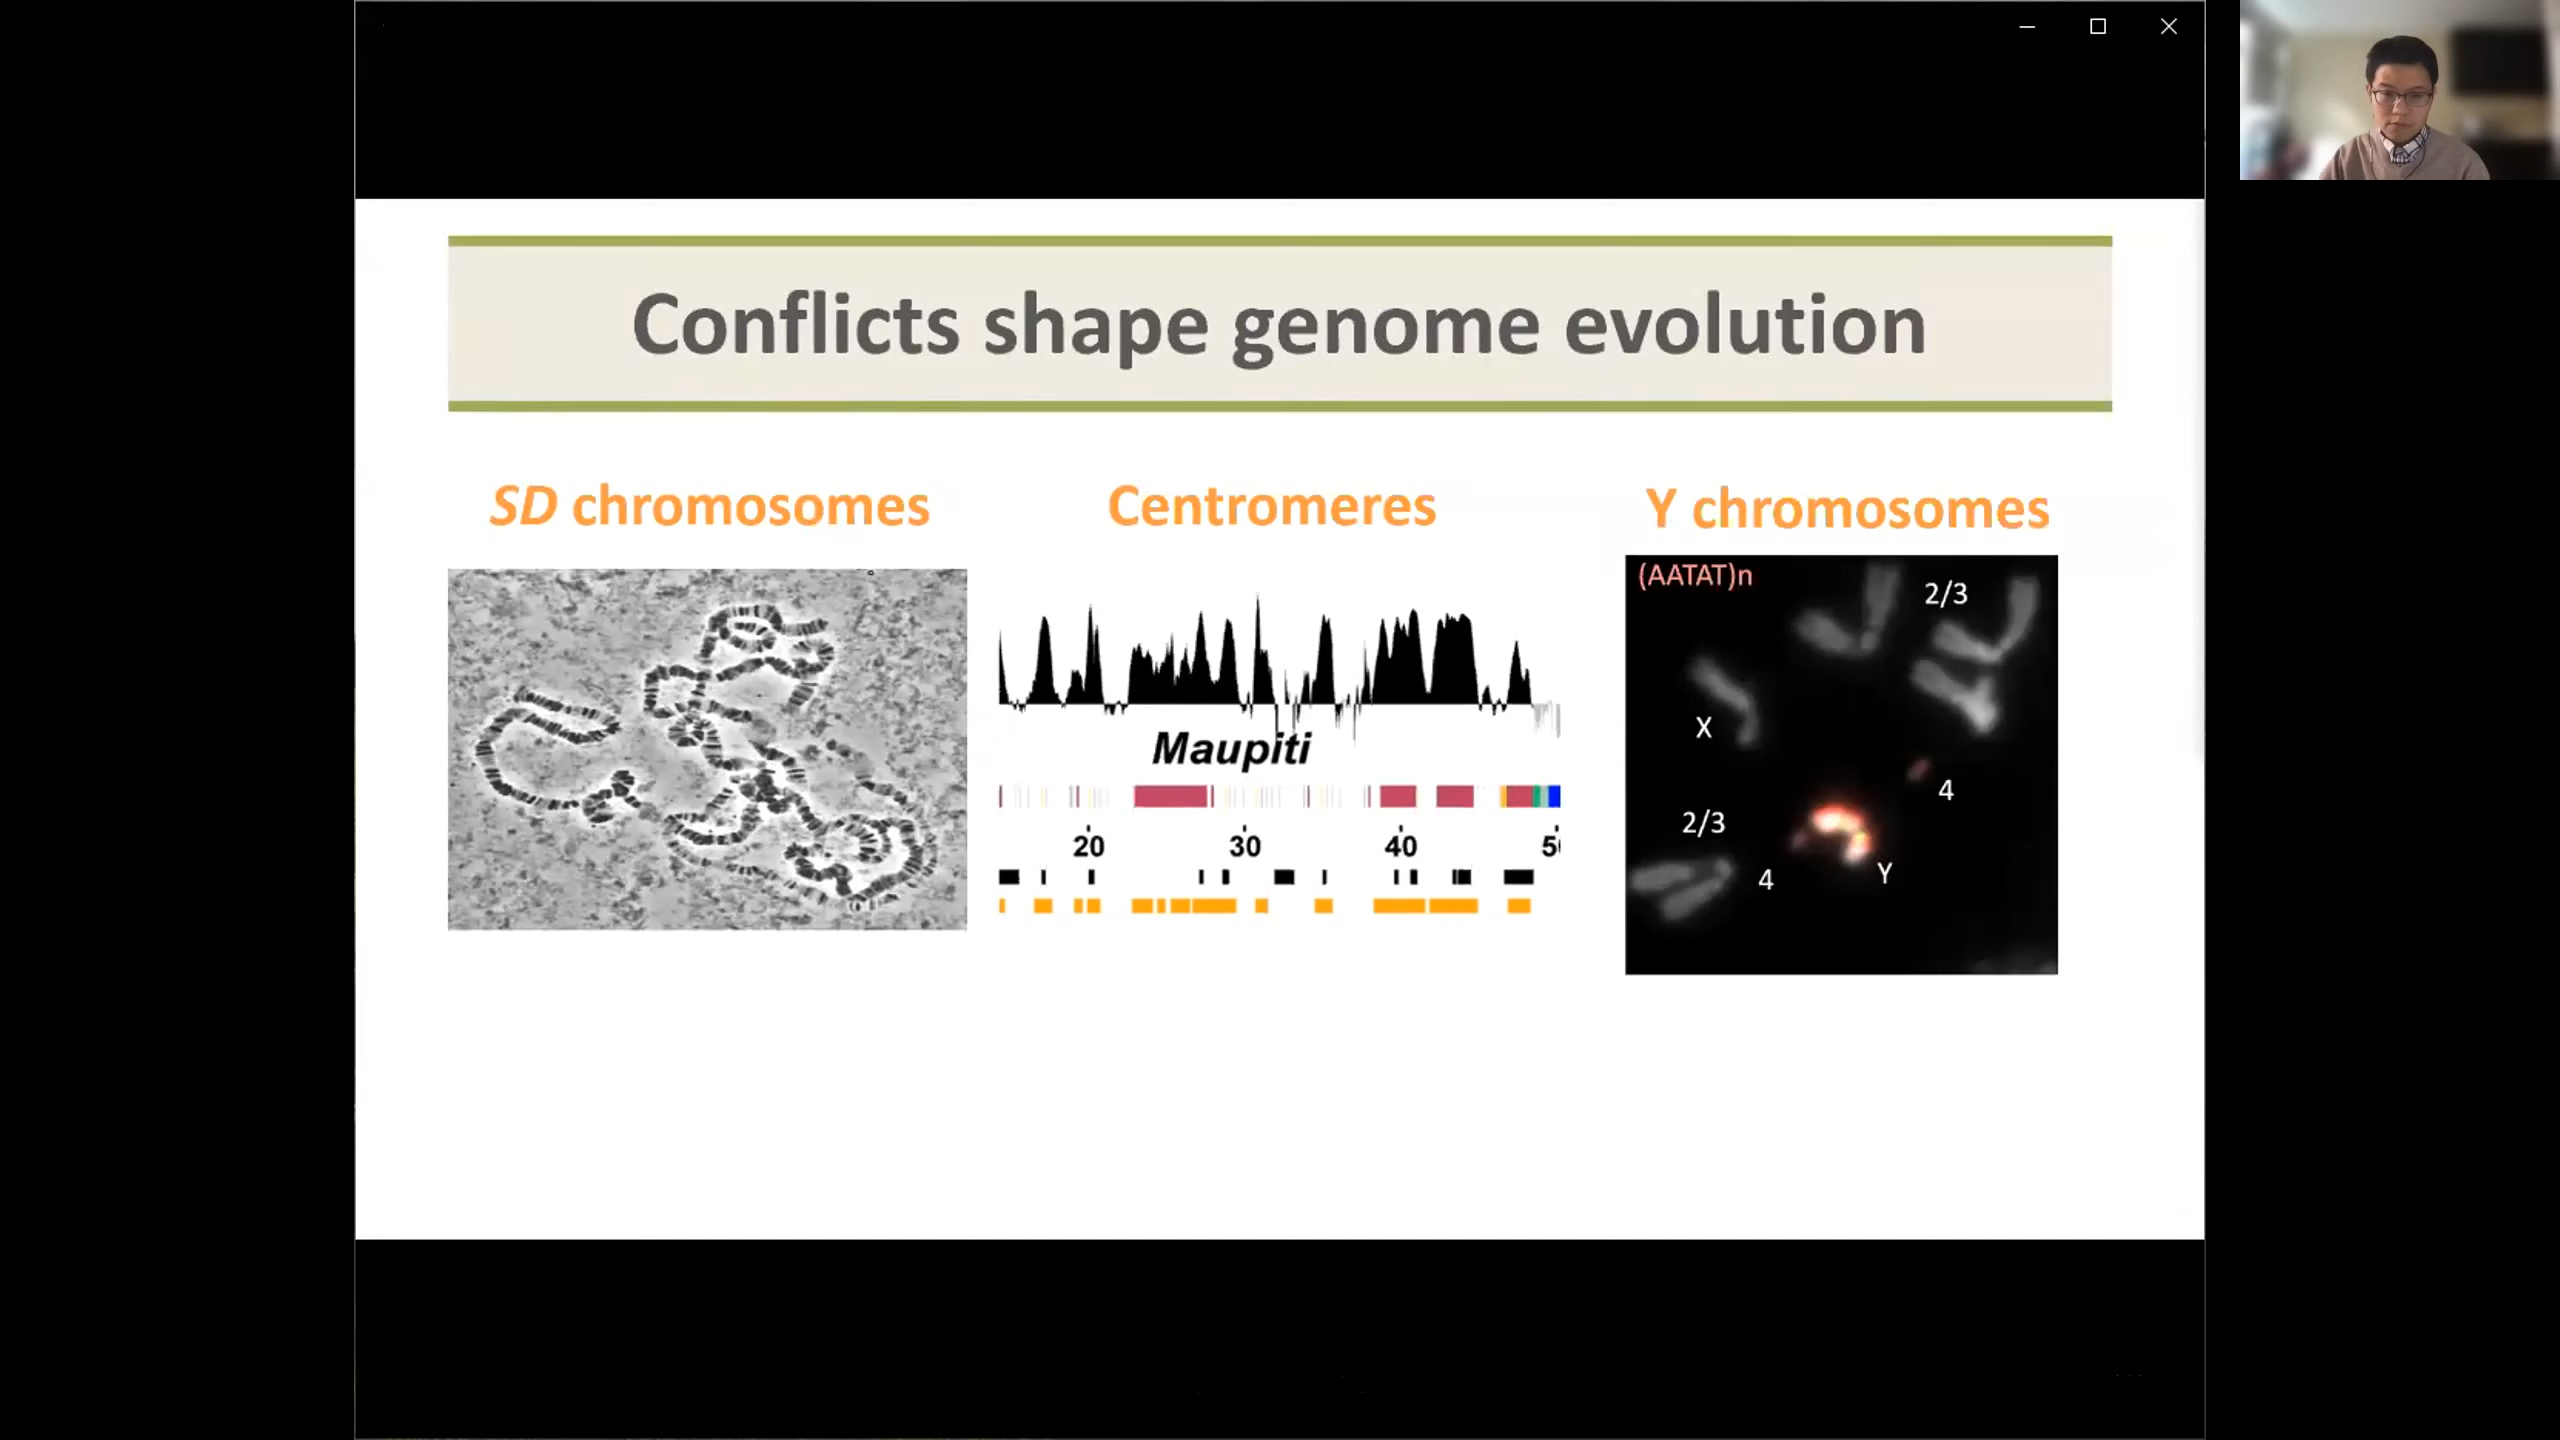 Conflicts shape genome evolution
SD chromosomes
Centromeres
Y chromosomes
Maupiti
20
30
40
(AATAT)n
2/3
X
4
2/3
4
Y